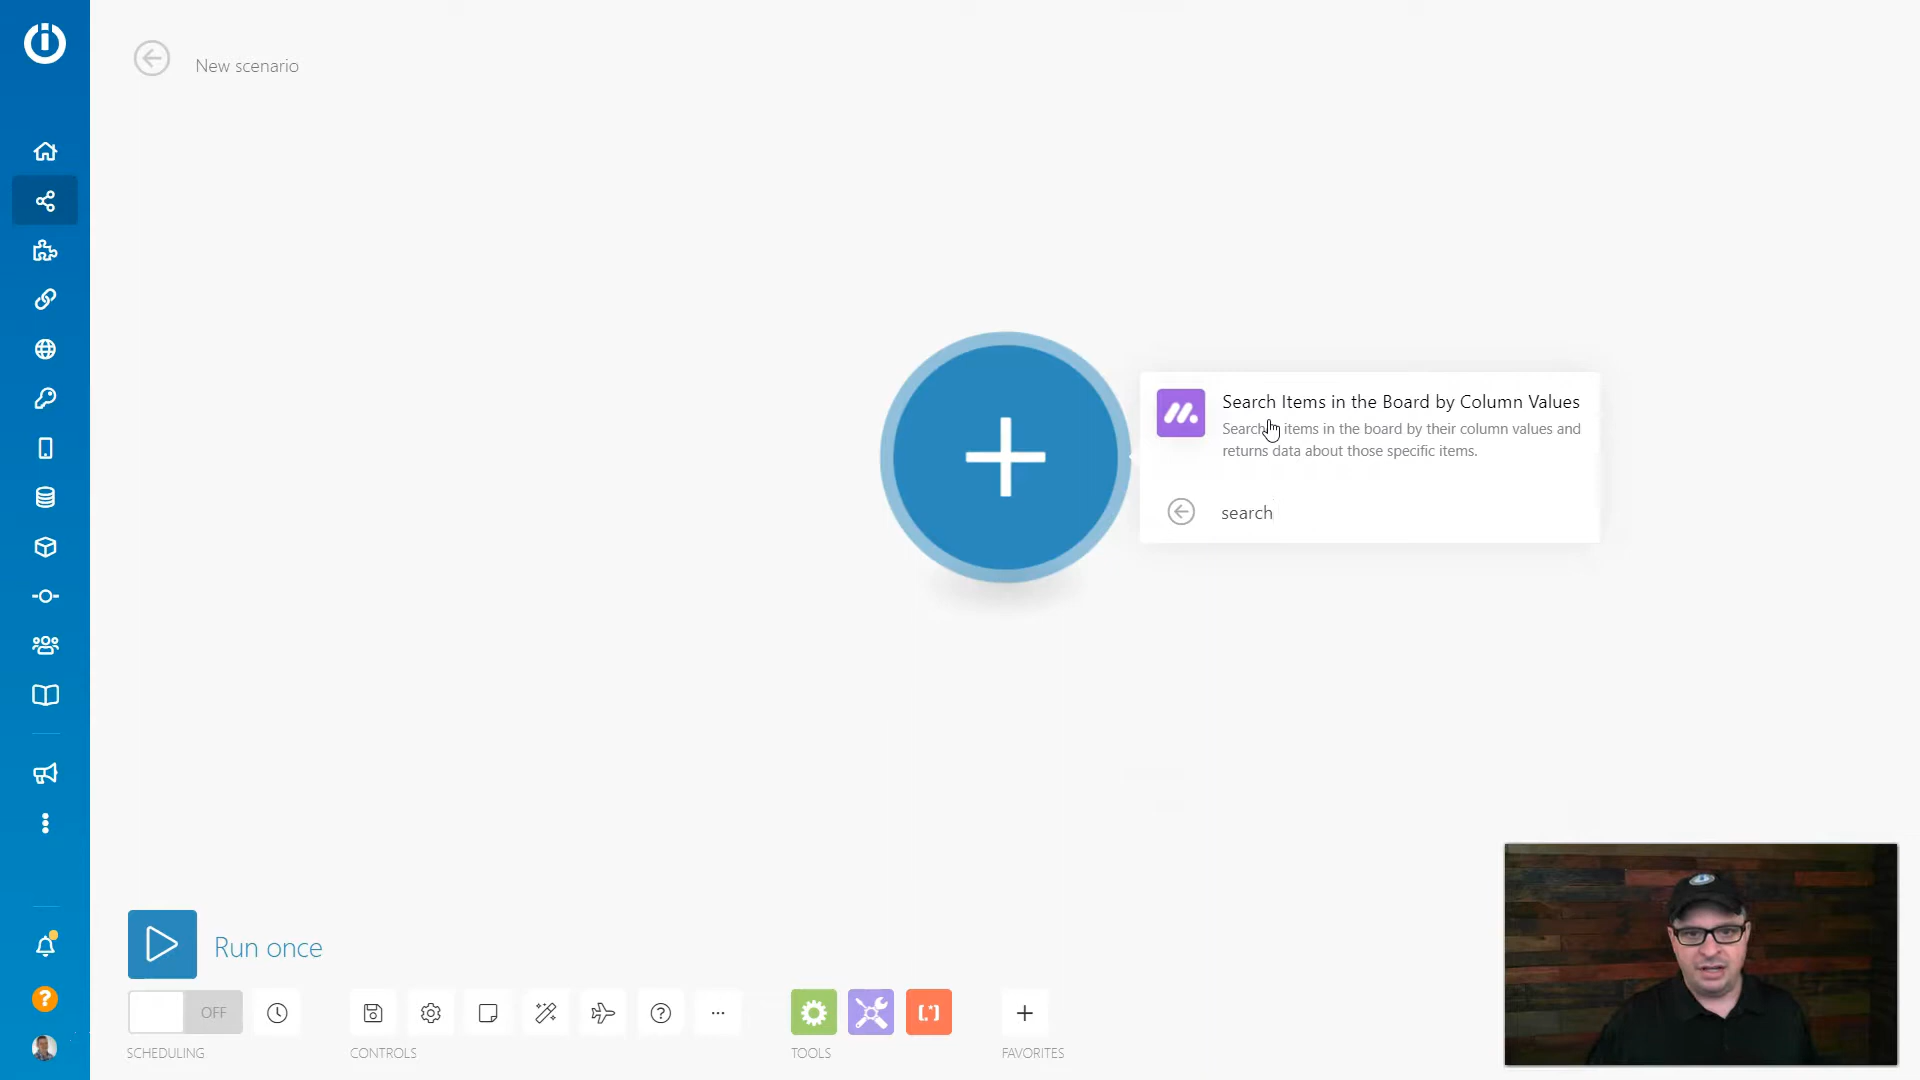 New scenario
Search Items in the Board by Column Values
Search items in the board by their column values and
returns data about those specific items.
search
Run once
OFF
SCHEDULING
CONTROLS
TOOLS
FAVORITES